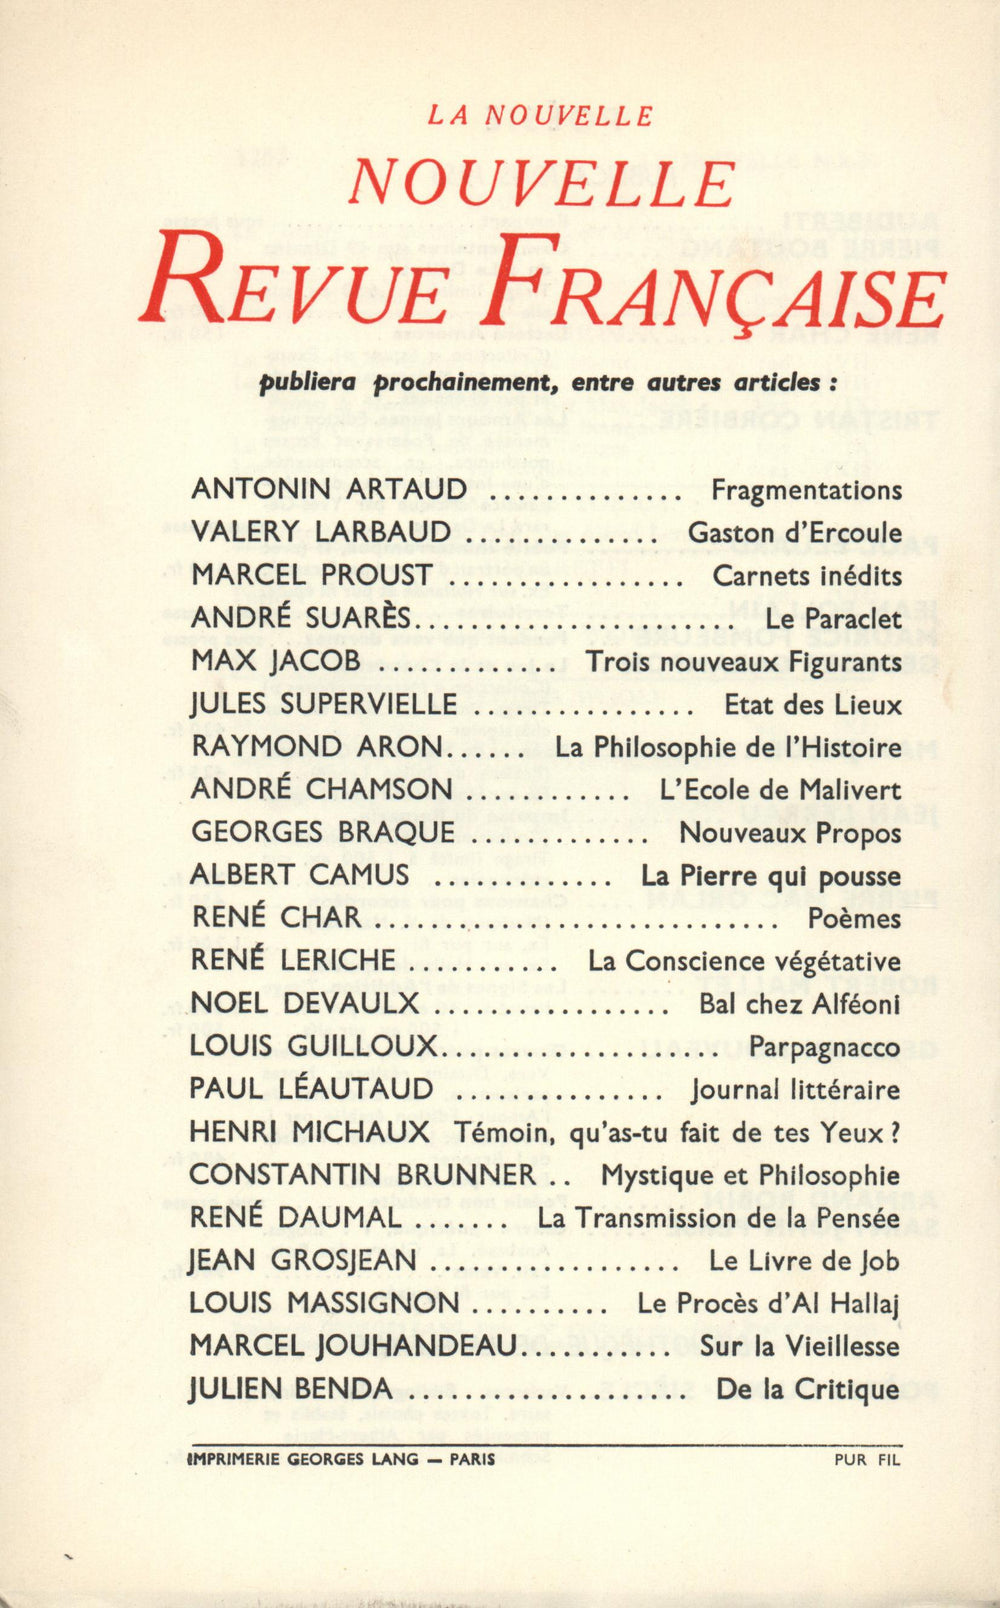 LA NOUVELLE
NOUVELLE
REVUE FRANÇAISE
publiera prochainement, entre autres articles :
ANTONIN ARTAUD .............. Fragmentations
VALERY LARBAUD .............. Gaston d'Ercoule
MARCEL PROUST ................. Carnets inédits
ANDRÉ SUARÈS....................... Le Paraclet
MAX JACOB .............. Trois nouveaux Figurants
JULES SUPERVIELLE ................ Etat des Lieux
RAYMOND ARON...... La Philosophie de l'Histoire
ANDRÉ CHAMSON ............ L'Ecole de Malivert
GEORGES BRAQUE ............. Nouveaux Propos
ALBERT CAMUS ............. La Pierre qui pousse
RENÉ CHAR ............................. Poèmes
RENÉ LERICHE ........... La Conscience végétative
NOEL DEVAULX ................. Bal chez Alféoni
LOUIS GUILLOUX.................... Parpagnacco
PAUL LÉAUTAUD ................ Journal littéraire
HENRI MICHAUX Témoin, qu'as-tu fait de tes Yeux ?
CONSTANTIN BRUNNER .. Mystique et Philosophie
RENÉ DAUMAL ....... La Transmission de la Pensée
JEAN GROSJEAN .................. Le Livre de Job
LOUIS MASSIGNON .......... Le Procès d'Al Hallaj
MARCEL JOUHANDEAU........... Sur la Vieillesse
JULIEN BENDA..................... De la Critique
IMPRIMERIE GEORGES LANG — PARIS PUR FIL